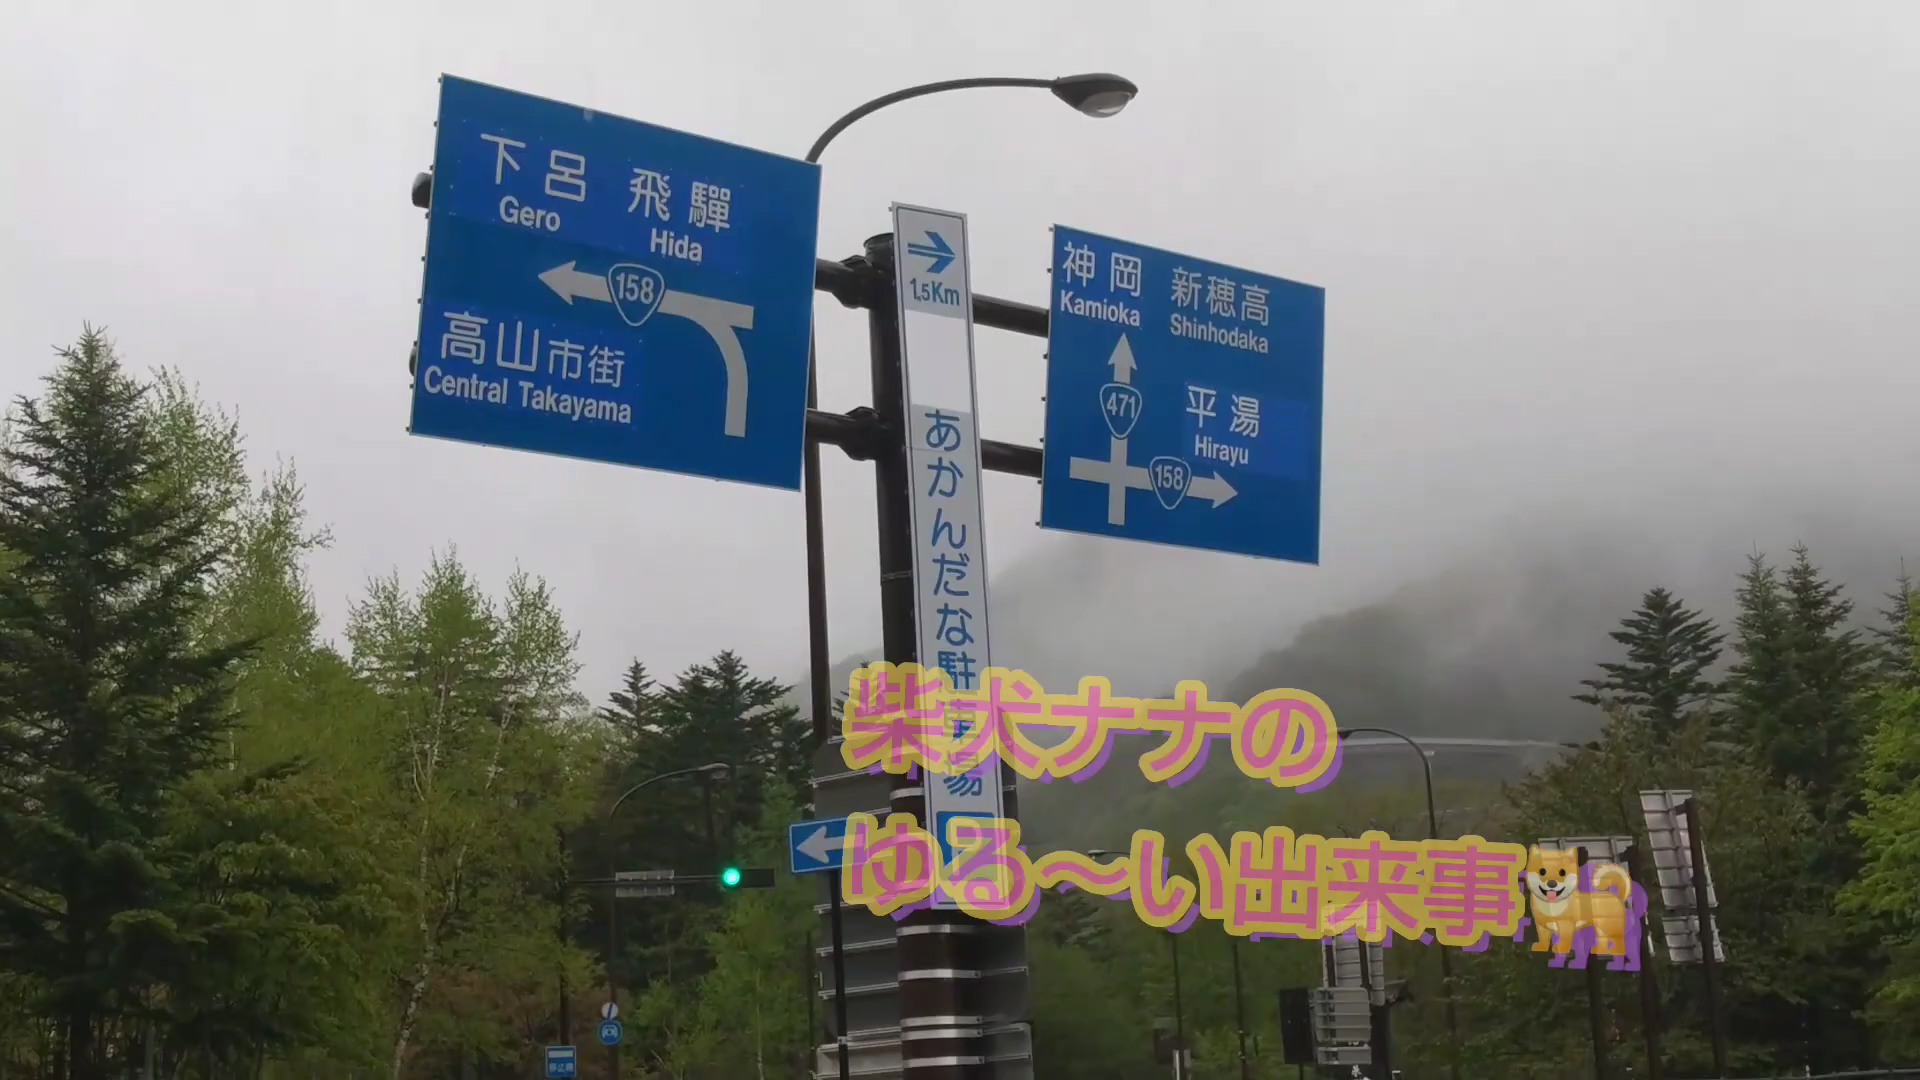 下呂 飛驒
Gero Hida
158
高山市街
Central Takayama
1.5Km
あかんだな駐車場
神岡 新穂高
Kamioka Shinhodaka
471
平湯
Hirayu
158
柴犬ナナの
ゆる〜い出来事